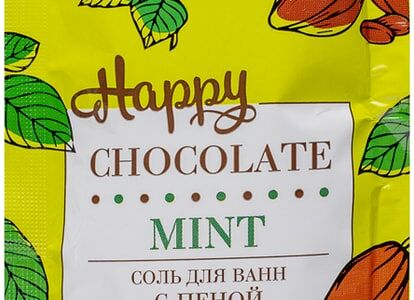 Happy
CHOCOLATE
MINT
СОЛЬ ДЛЯ ВАНН
С ПЕНОЙ